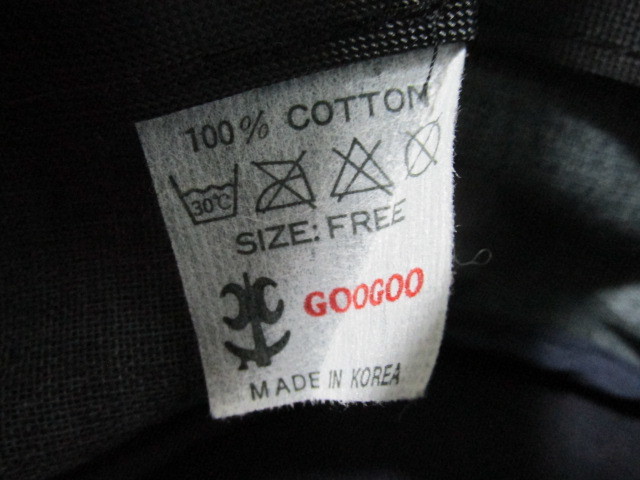 100% COTTON
30°C
SIZE: FREE
GOOGOO
MADE IN KOREA